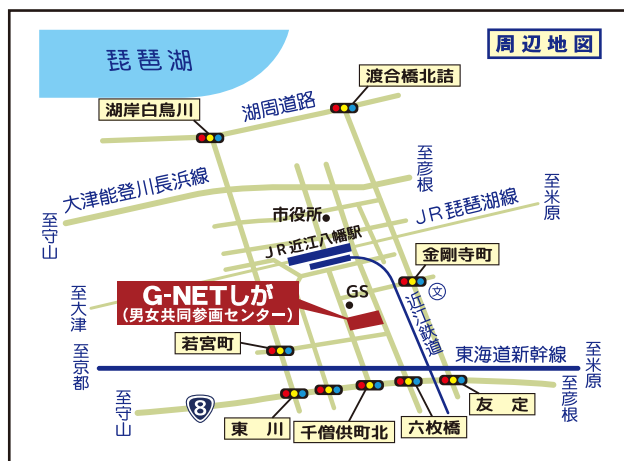 周辺地図
琵琶湖
渡合橋北詰
湖岸白鳥川
湖周道路
至彦根
大津能登川長浜線
至守山
市役所
JR琵琶湖線
至米原
JR近江八幡駅
金剛寺町
文
至大津
G-NETしが
(男女共同参画センター)
GS
近江鉄道
若宮町
至京都
東海道新幹線
至米原
至守山
8
東川
千僧供町北
六枚橋
友定
至彦根